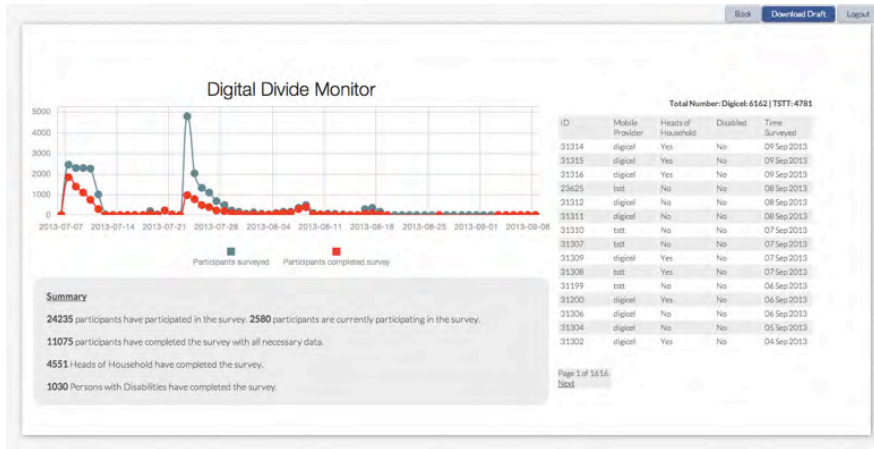 Back Download Draft Logout
Digital Divide Monitor
5000
4000
3000
2000
1000
0
2013-07-07 2013-07-14 2013-07-21 2013-07-28 2013-08-04 2013-08-11 2013-08-18 2013-08-25 2013-09-01 2013-09-08
Participants surveyed Participants completed survey
Summary
24235 participants have participated in the survey. 2580 participants are currently participating in the survey.
11075 participants have completed the survey with all necessary data.
4551 Heads of Household have completed the survey.
1030 Persons with Disabilities have completed the survey.
Total Number: Digicel: 6162 | TSTT: 4781
ID Mobile Provider Heads of Household Disabled Time Surveyed
31314 digicel Yes No 09 Sep 2013
31315 digicel Yes No 09 Sep 2013
31316 digicel Yes No 09 Sep 2013
23625 tstt No No 08 Sep 2013
31312 digicel No No 08 Sep 2013
31311 digicel No No 08 Sep 2013
31310 tstt No No 07 Sep 2013
31307 tstt No No 07 Sep 2013
31309 digicel Yes No 07 Sep 2013
31308 tstt Yes No 07 Sep 2013
31199 tstt No No 06 Sep 2013
31200 digicel Yes No 06 Sep 2013
31306 digicel No No 06 Sep 2013
31304 digicel No No 05 Sep 2013
31302 digicel Yes No 04 Sep 2013
Page 1 of 1616.
Next